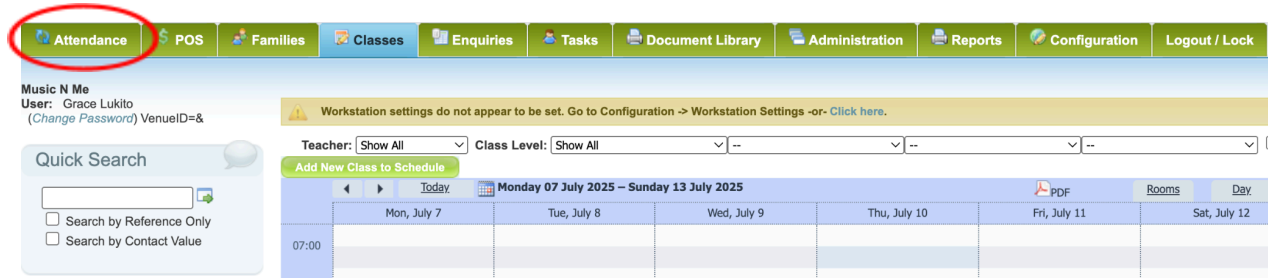 Attendance POS Families Classes Enquiries Tasks Document Library Administration Reports Configuration Logout / Lock
Music N Me
User: Grace Lukito
(Change Password) VenueID=&
Workstation settings do not appear to be set. Go to Configuration -> Workstation Settings -or- Click here.
Teacher: Show All Class Level: Show All -- -- --
Quick Search
Add New Class to Schedule
Today Monday 07 July 2025 – Sunday 13 July 2025 PDF Rooms Day
Mon, July 7 Tue, July 8 Wed, July 9 Thu, July 10 Fri, July 11 Sat, July 12
Search by Reference Only
Search by Contact Value
07:00